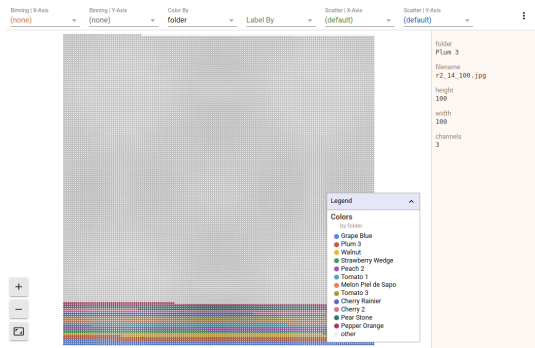 Binning | X-Axis
(none)
Binning | Y-Axis
(none)
Color By
folder
Label By
Scatter | X-Axis
(default)
Scatter | Y-Axis
(default)
folder
Plum 3
filename
r2_14_100.jpg
height
100
width
100
channels
3
Legend
Colors
by folder
Grape Blue
Plum 3
Walnut
Strawberry Wedge
Peach 2
Tomato 1
Melon Piel de Sapo
Tomato 3
Cherry Rainier
Cherry 2
Pear Stone
Pepper Orange
other